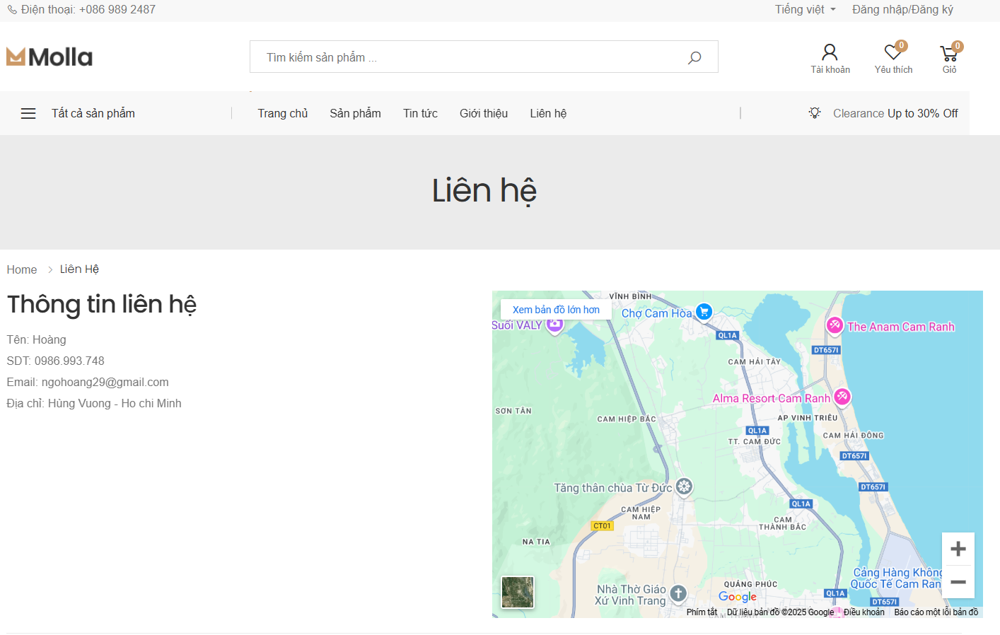 Điện thoại: +086 989 2487
Tiếng việt
Đăng nhập/Đăng ký
Molla
Tìm kiếm sản phẩm ...
0
0
Tài khoản
Yêu thích
Giỏ
Tất cả sản phẩm
Trang chủ
Sản phẩm
Tin tức
Giới thiệu
Liên hệ
Clearance Up to 30% Off
Liên hệ
Home
Liên Hệ
Thông tin liên hệ
Tên: Hoàng
SDT: 0986.993.748
Email: ngohoang29@gmail.com
Địa chỉ: Hùng Vuong - Ho chi Minh
VĨNH BÌNH
Xem bản đồ lớn hơn
Chợ Cam Hòa
Suối VALY
The Anam Cam Ranh
QL1A
DT657I
CAM HẢI TÂY
Alma Resort Cam Ranh
SƠN TÂN
CAM HIỆP BẮC
AP VINH TRIÊU
QL1A
CAM HẢI ĐÔNG
TT. CAM ĐỨC
DT657I
Tăng thân chùa Từ Đức
DT657I
QL1A
CAM HIỆP
NAM
CT01
CAM
THÀNH BẮC
NA TIA
Cảng Hàng Không
Quốc Tế Cam Ran
QUẢNG PHÚC
Nhà Thờ Giáo
Xứ Vinh Trang
Google
QL1A
DT657I
Phím tắt
Dữ liệu bản đồ ©2025 Google
Điều khoản
Báo cáo một lỗi bản đồ